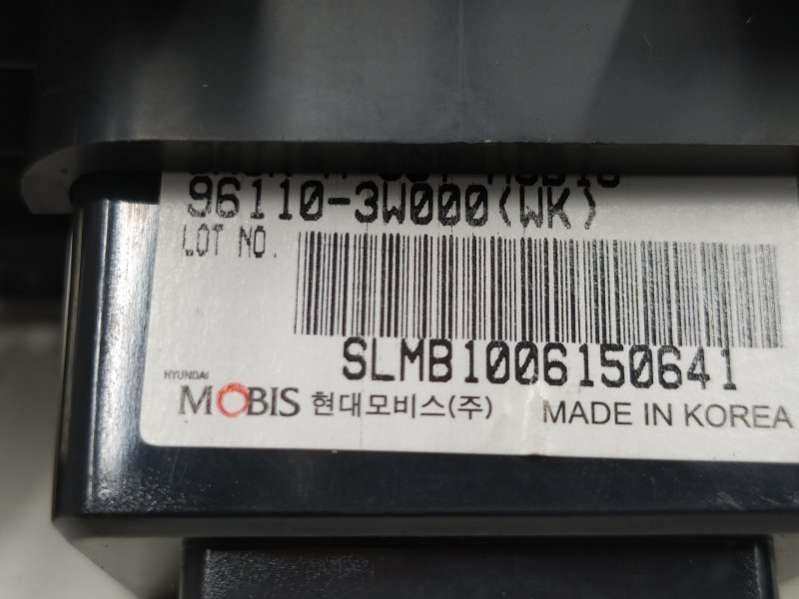 96110-3W000(WK)
LOT NO.
SLMB1006150641
HYUNDAI
MOBIS 현대모비스(주) MADE IN KOREA